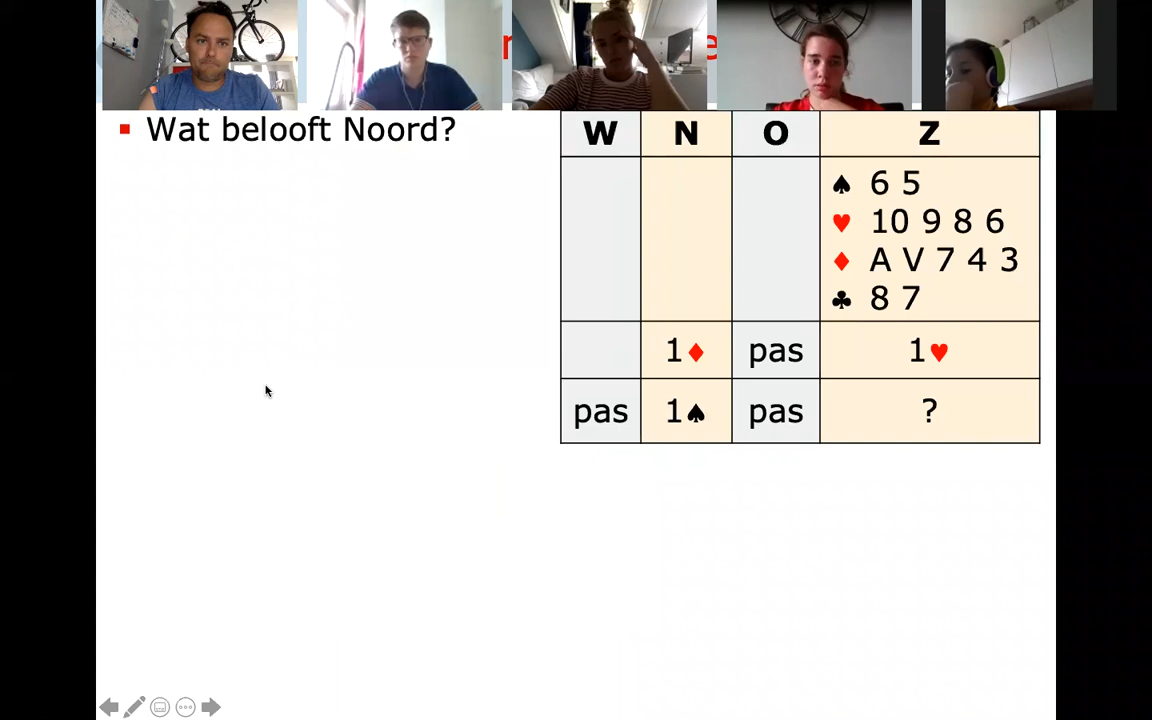 Wat belooft Noord?
W N O Z
♠ 6 5
♥ 10 9 8 6
♦ A V 7 4 3
♣ 8 7
1♦ pas 1♥
pas 1♠ pas ?